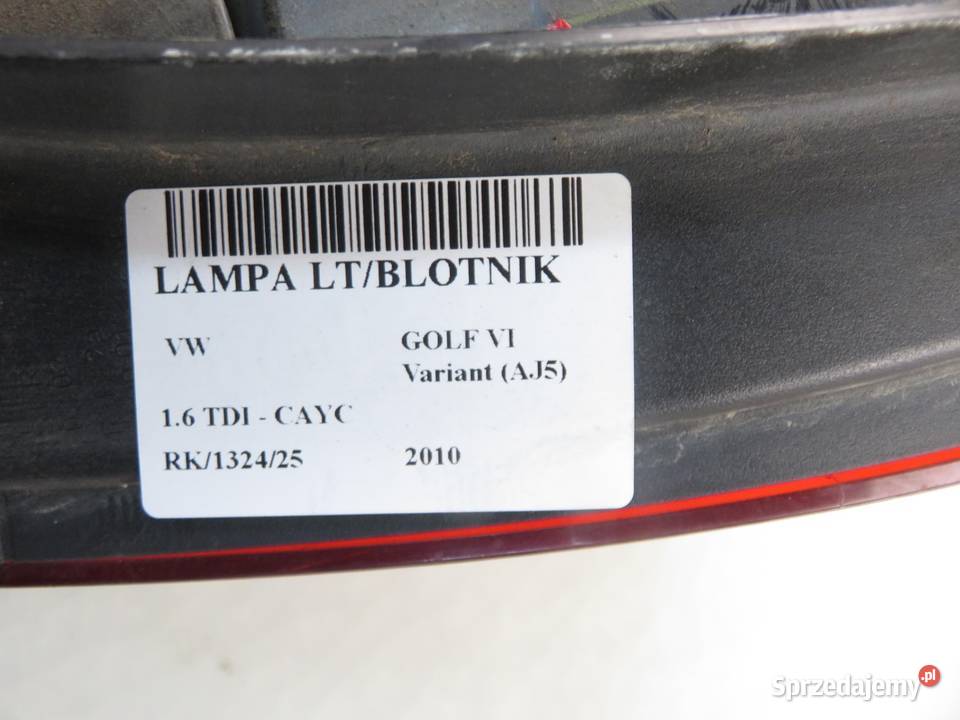 LAMPA LT/BLOTNIK
VW GOLF VI
Variant (AJ5)
1.6 TDI - CAYC
RK/1324/25 2010
Sprzedajemy.pl